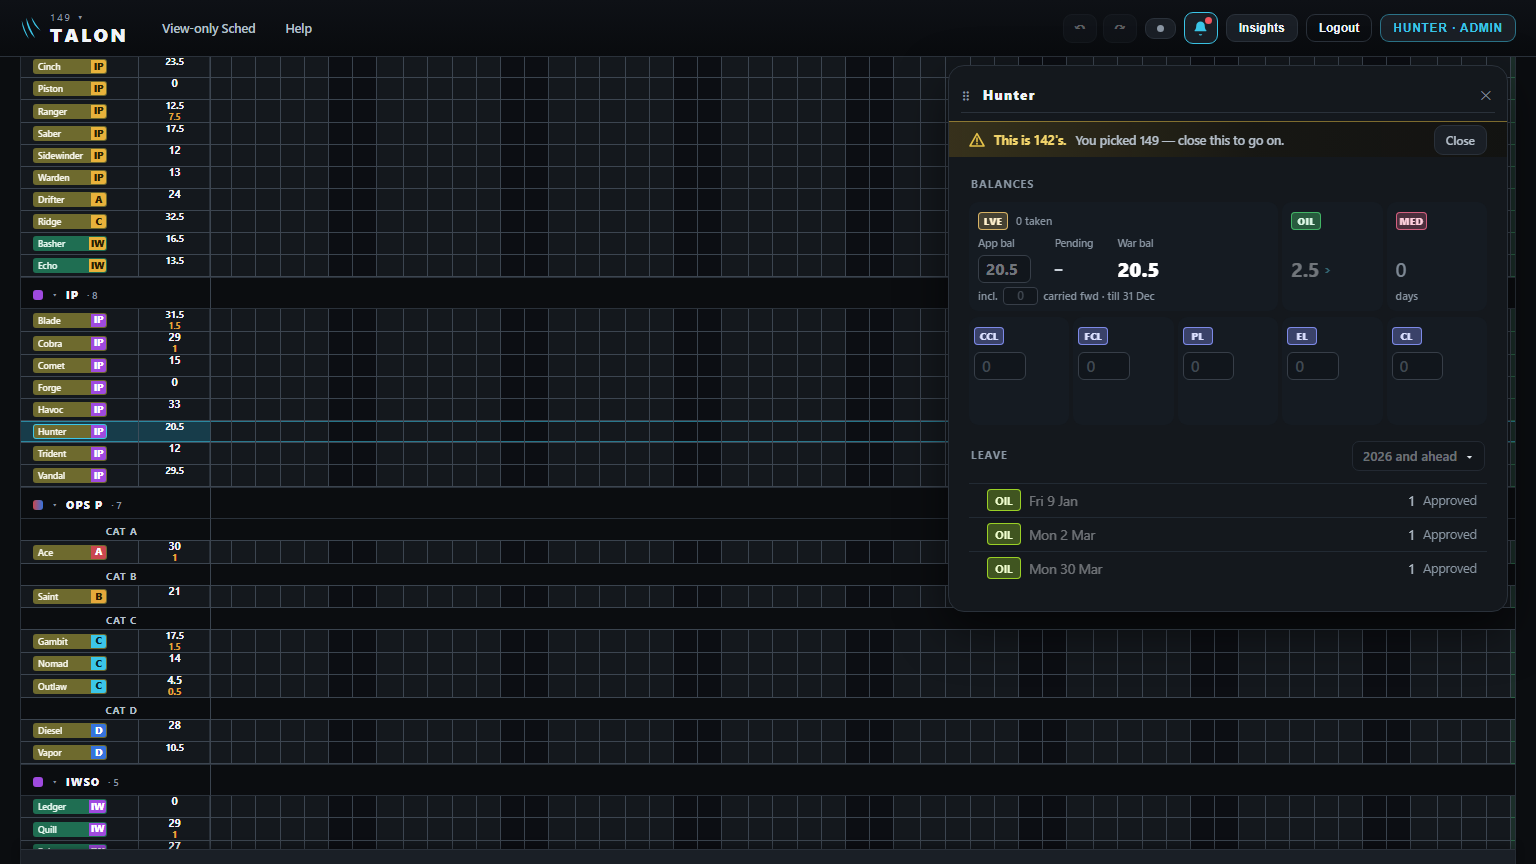 149
TALON
View-only Sched
Help
Insights
Logout
HUNTER · ADMIN
Cinch IP 23.5
Piston IP 0
Ranger IP 12.5
7.5
Saber IP 17.5
Sidewinder IP 12
Warden IP 13
Drifter A 24
Ridge C 32.5
Basher IW 16.5
Echo IW 13.5
IP · 8
Blade IP 31.5
1.5
Cobra IP 29
1
Comet IP 15
Forge IP 0
Havoc IP 33
Hunter IP 20.5
Trident IP 12
Vandal IP 29.5
OPS P · 7
CAT A
Ace A 30
1
CAT B
Saint B 21
CAT C
Gambit C 17.5
1.5
Nomad C 14
Outlaw C 4.5
0.5
CAT D
Diesel D 28
Vapor D 10.5
IWSO · 5
Ledger IW 0
Quill IW 29
1
27
Hunter
This is 142's. You picked 149 — close this to go on.
Close
BALANCES
LVE 0 taken
App bal Pending War bal
20.5 – 20.5
incl. 0 carried fwd · till 31 Dec
OIL
2.5 ›
MED
0
days
CCL FCL PL EL CL
0 0 0 0 0
LEAVE
2026 and ahead
OIL Fri 9 Jan 1 Approved
OIL Mon 2 Mar 1 Approved
OIL Mon 30 Mar 1 Approved